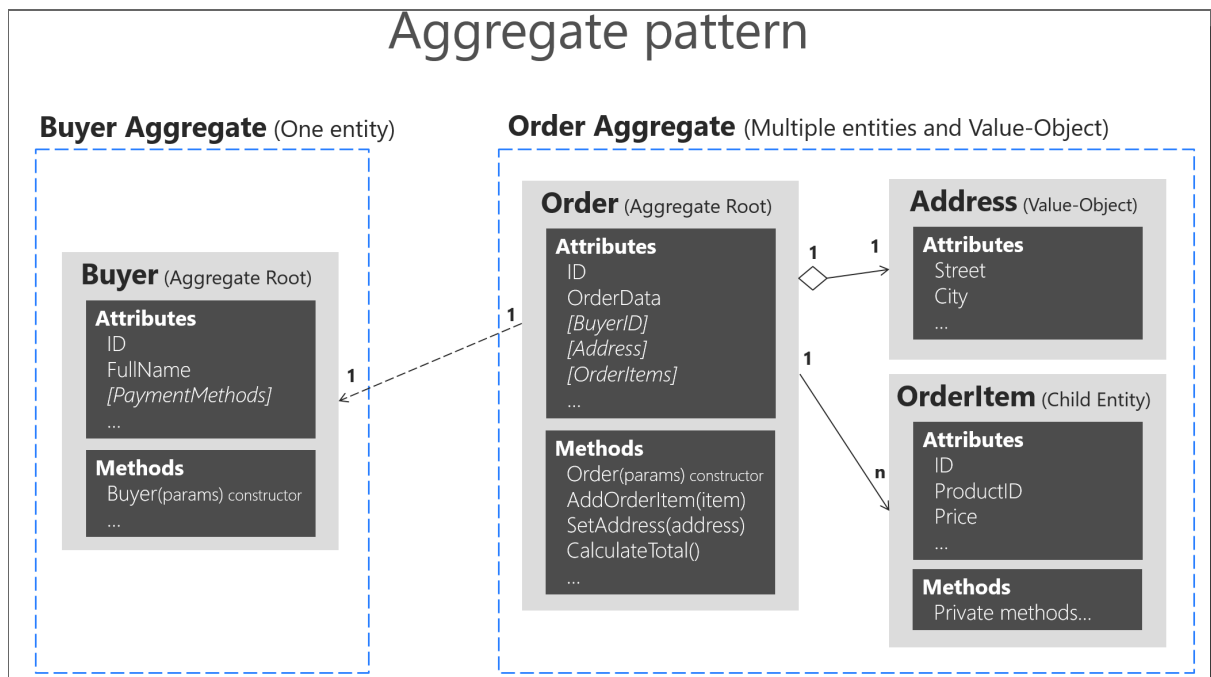 Aggregate pattern
Buyer Aggregate (One entity)
Buyer (Aggregate Root)
Attributes
ID
FullName
[PaymentMethods]
...
Methods
Buyer(params) constructor
...
1
1
Order Aggregate (Multiple entities and Value-Object)
Order (Aggregate Root)
Attributes
ID
OrderData
[BuyerID]
[Address]
[OrderItems]
...
Methods
Order(params) constructor
AddOrderItem(item)
SetAddress(address)
CalculateTotal()
...
1
1
Address (Value-Object)
Attributes
Street
City
...
1
n
OrderItem (Child Entity)
Attributes
ID
ProductID
Price
...
Methods
Private methods...